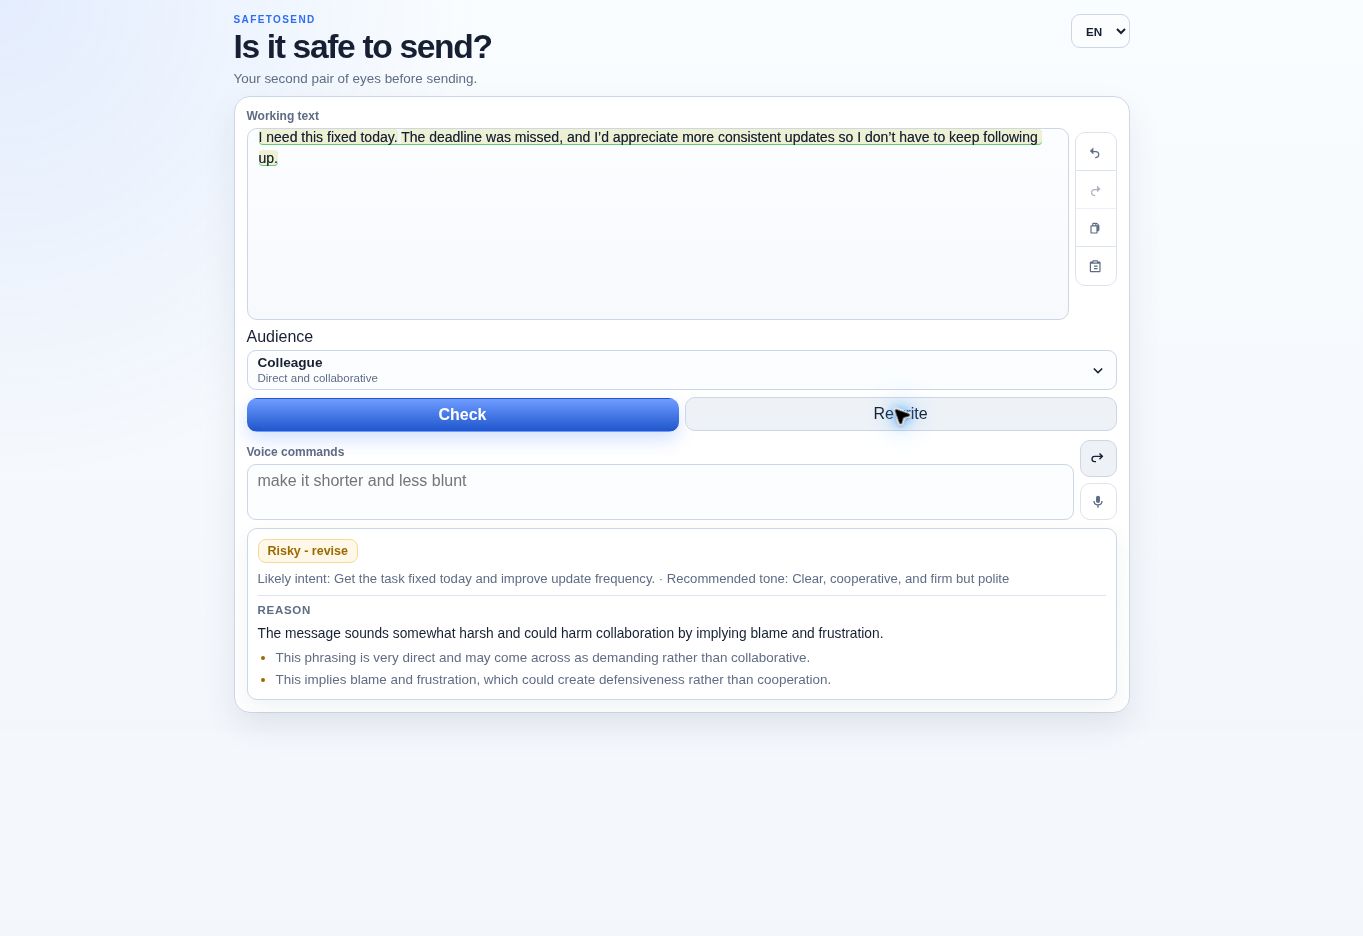 SAFETOSEND
Is it safe to send?
EN
Your second pair of eyes before sending.
Working text
I need this fixed today. The deadline was missed, and I’d appreciate more consistent updates so I don’t have to keep following
up.
Audience
Colleague
Direct and collaborative
Check
Voice commands
make it shorter and less blunt
Risky - revise
Likely intent: Get the task fixed today and improve update frequency. · Recommended tone: Clear, cooperative, and firm but polite
REASON
The message sounds somewhat harsh and could harm collaboration by implying blame and frustration.
• This phrasing is very direct and may come across as demanding rather than collaborative.
• This implies blame and frustration, which could create defensiveness rather than cooperation.